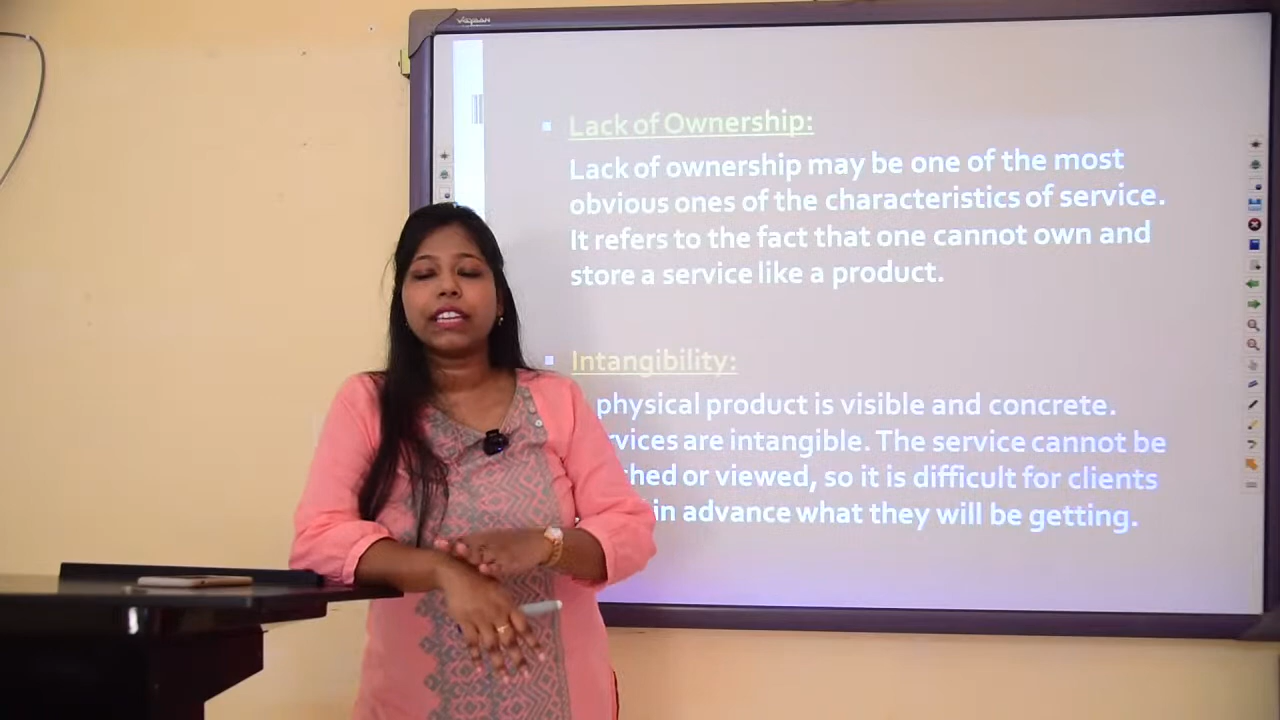 Lack of Ownership:
Lack of ownership may be one of the most
obvious ones of the characteristics of service.
It refers to the fact that one cannot own and
store a service like a product.
Intangibility:
physical product is visible and concrete.
are intangible. The service cannot be
or viewed, so it is difficult for clients
in advance what they will be getting.